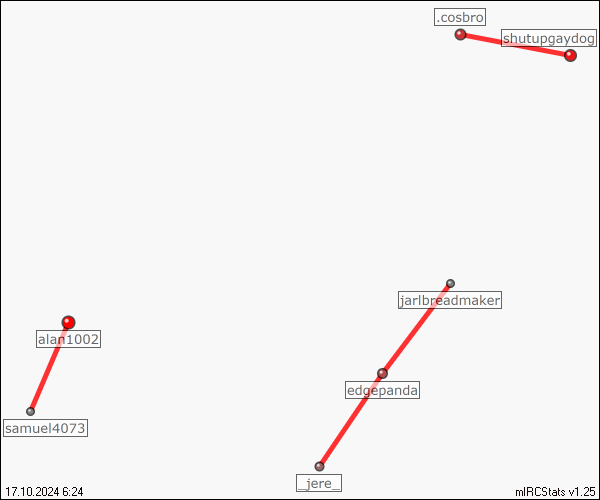 .cosbro
shutupgaydog
jarlbreadmaker
alan1002
edgepanda
samuel4073
_jere_
17.10.2024 6:24
mIRCStats v1.25